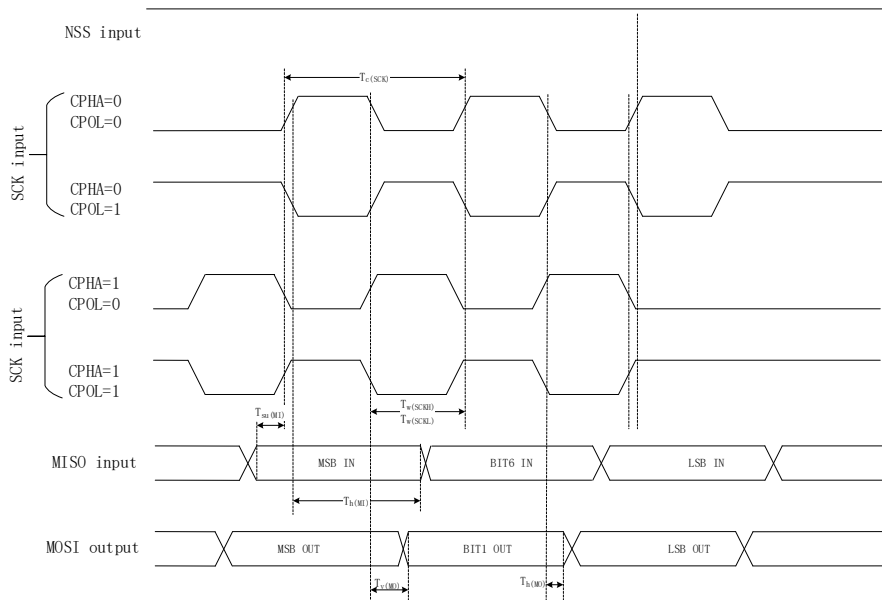 NSS input
Tc(SCK)
SCK input
CPHA=0
CPOL=0
CPHA=0
CPOL=1
SCK input
CPHA=1
CPOL=0
CPHA=1
CPOL=1
Tsu(MI)
Tw(SCKH)
Tw(SCKL)
MISO input
MSB IN
BIT6 IN
LSB IN
Th(MI)
MOSI output
MSB OUT
BIT1 OUT
LSB OUT
Tv(MO)
Th(MO)